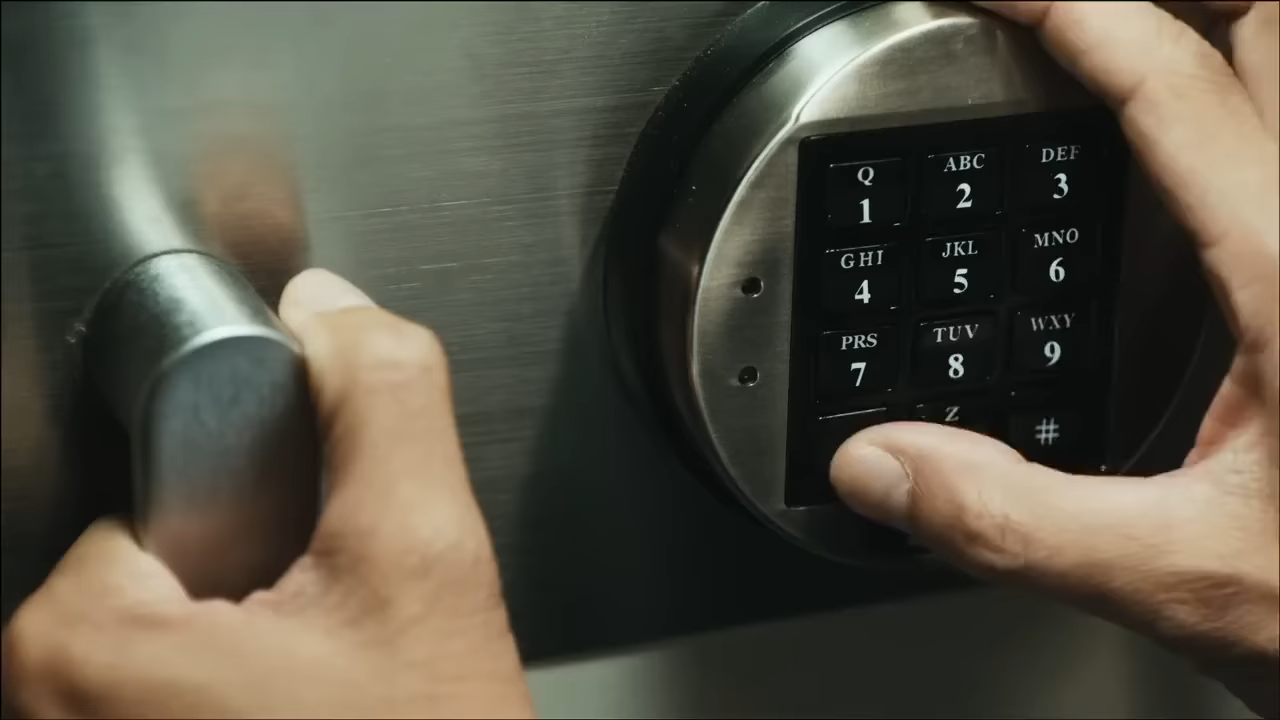 Q ABC DEF
1 2 3
GHI JKL MNO
4 5 6
PRS TUV WXY
7 8 9
Z
#